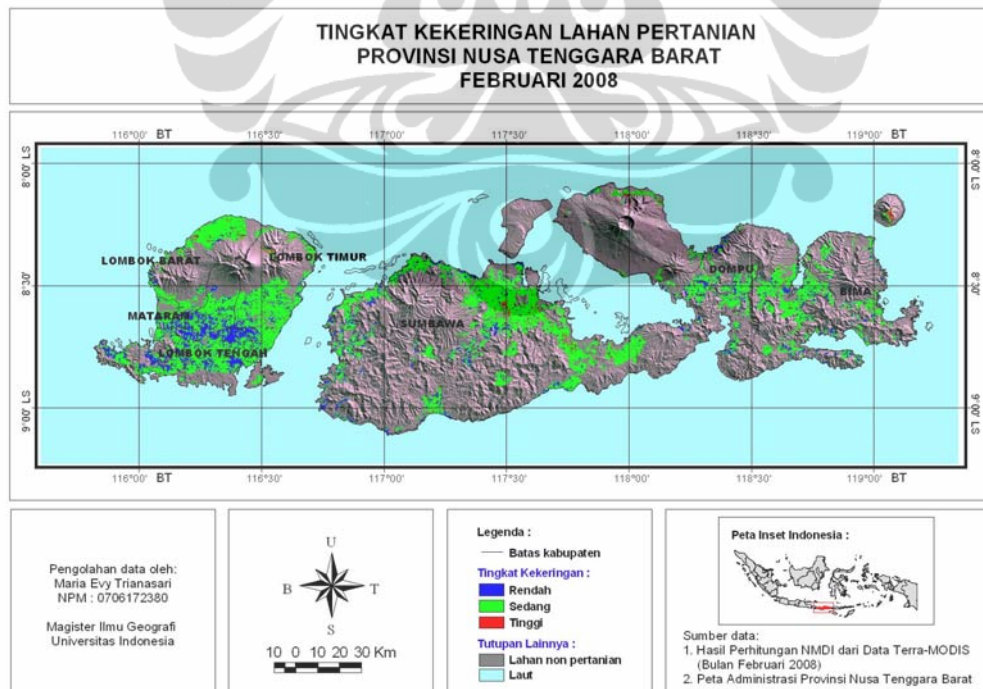 TINGKAT KEKERINGAN LAHAN PERTANIAN
PROVINSI NUSA TENGGARA BARAT
FEBRUARI 2008
116°00' BT
116°30'
117°00'
117°30'
118°00'
118°30'
119°00' BT
8°00' LS
8°00' LS
LOMBOK BARAT
LOMBOK TIMUR
DOMPU
BIMA
8°30'
8°30'
MATARAM
SUMBAWA
LOMBOK TENGAH
9°00' LS
9°00' LS
116°00' BT
116°30'
117°00'
117°30'
118°00'
118°30'
119°00' BT
Pengolahan data oleh:
Maria Evy Trianasari
NPM : 0706172380
Magister Ilmu Geografi
Universitas Indonesia
U
B
T
S
10 0 10 20 30 Km
Legenda :
Batas kabupaten
Tingkat Kekeringan :
Rendah
Sedang
Tinggi
Tutupan Lainnya :
Lahan non pertanian
Laut
Peta Inset Indonesia :
Sumber data:
1. Hasil Perhitungan NMDI dari Data Terra-MODIS
(Bulan Februari 2008)
2. Peta Administrasi Provinsi Nusa Tenggara Barat